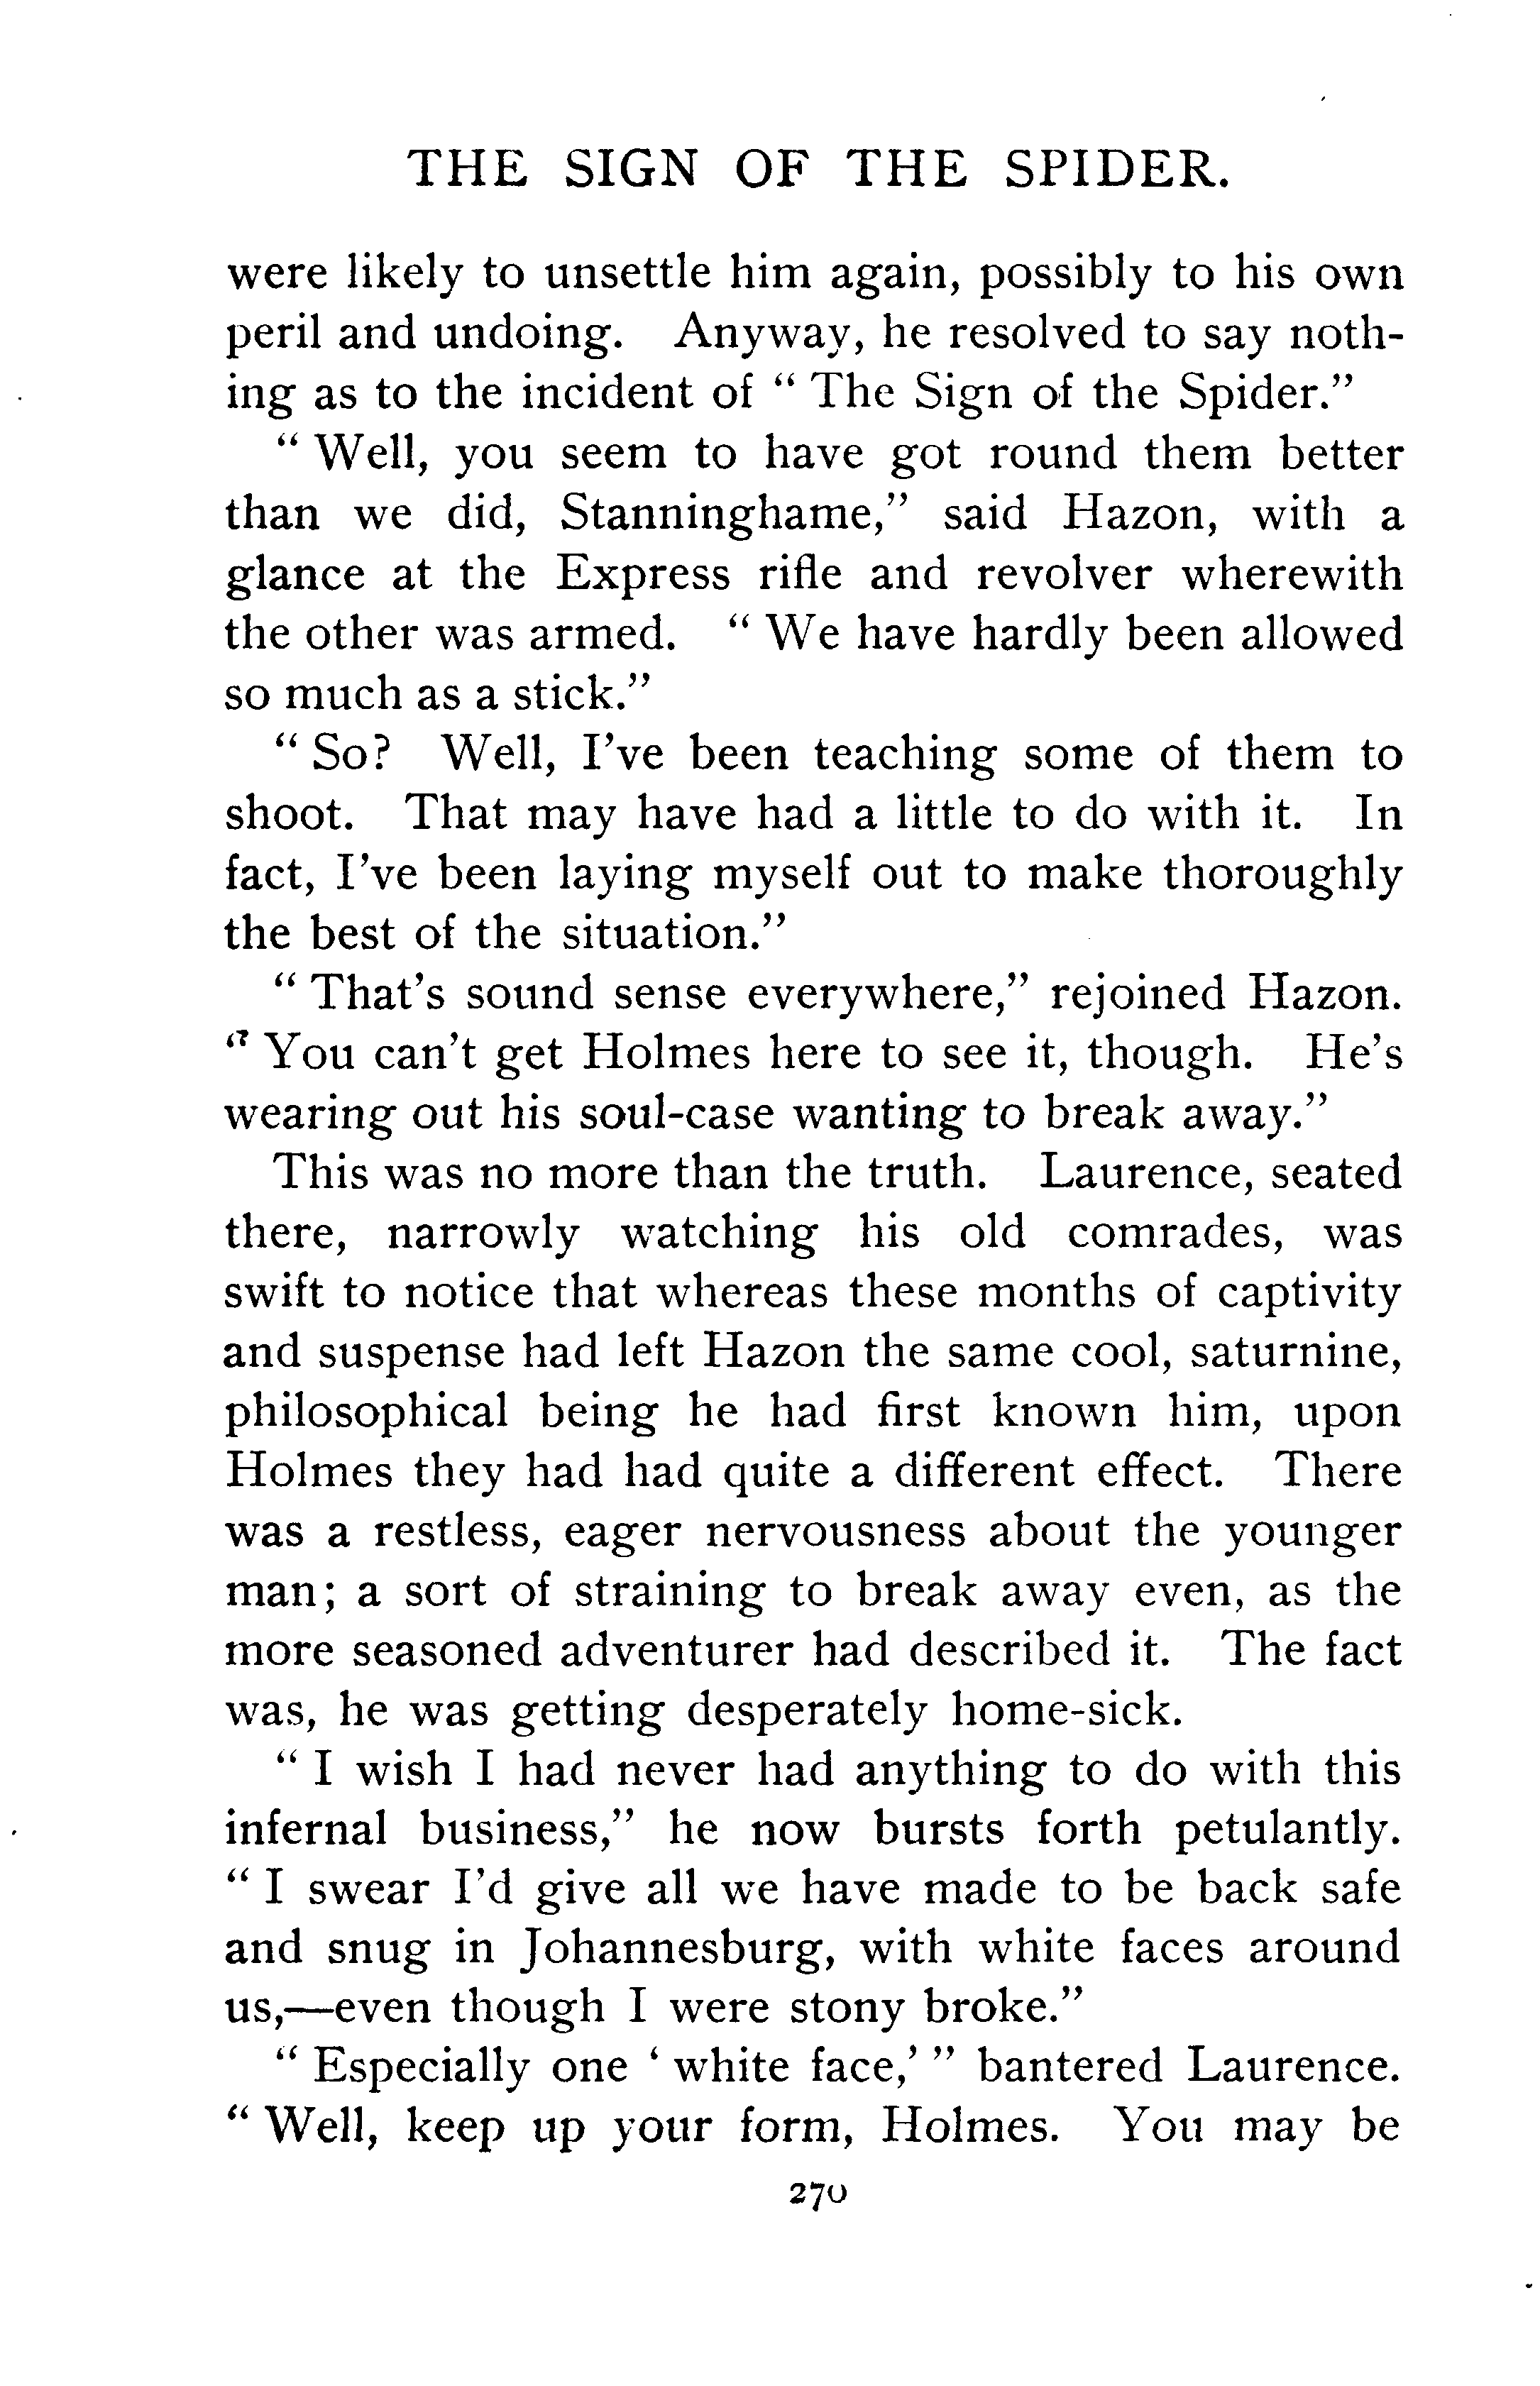 THE SIGN OF THE SPIDER.
were likely to unsettle him again, possibly to his own
peril and undoing. Anyway, he resolved to say noth-
ing as to the incident of “ The Sign of the Spider.”
“ Well, you seem to have got round them better
than we did, Stanninghame,” said Hazon, with a
glance at the Express rifle and revolver wherewith
the other was armed. “ We have hardly been allowed
so much as a stick.”
“ So? Well, I’ve been teaching some of them to
shoot. That may have had a little to do with it. In
fact, I’ve been laying myself out to make thoroughly
the best of the situation.”
“ That’s sound sense everywhere,” rejoined Hazon.
“ You can’t get Holmes here to see it, though. He’s
wearing out his soul-case wanting to break away.”
This was no more than the truth. Laurence, seated
there, narrowly watching his old comrades, was
swift to notice that whereas these months of captivity
and suspense had left Hazon the same cool, saturnine,
philosophical being he had first known him, upon
Holmes they had had quite a different effect. There
was a restless, eager nervousness about the younger
man; a sort of straining to break away even, as the
more seasoned adventurer had described it. The fact
was, he was getting desperately home-sick.
“ I wish I had never had anything to do with this
infernal business,” he now bursts forth petulantly.
“ I swear I’d give all we have made to be back safe
and snug in Johannesburg, with white faces around
us,—even though I were stony broke.”
“ Especially one ‘ white face,’ ” bantered Laurence.
“ Well, keep up your form, Holmes. You may be
270